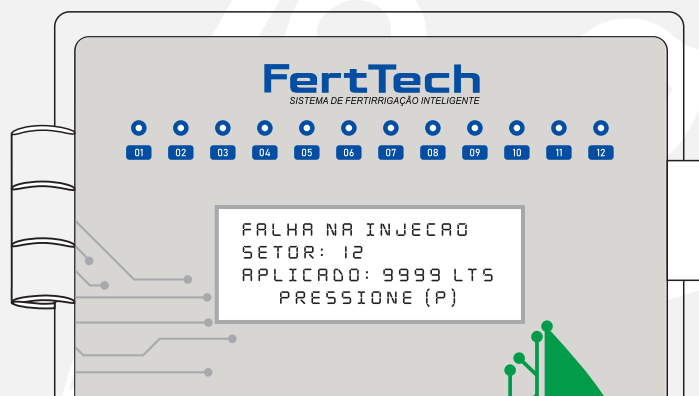 FertTech
SISTEMA DE FERTIRRIGAÇÃO INTELIGENTE
01 02 03 04 05 06 07 08 09 10 11 12
FALHA NA INJECAO
SETOR: 12
APLICADO: 9999 LTS
PRESSIONE (P)